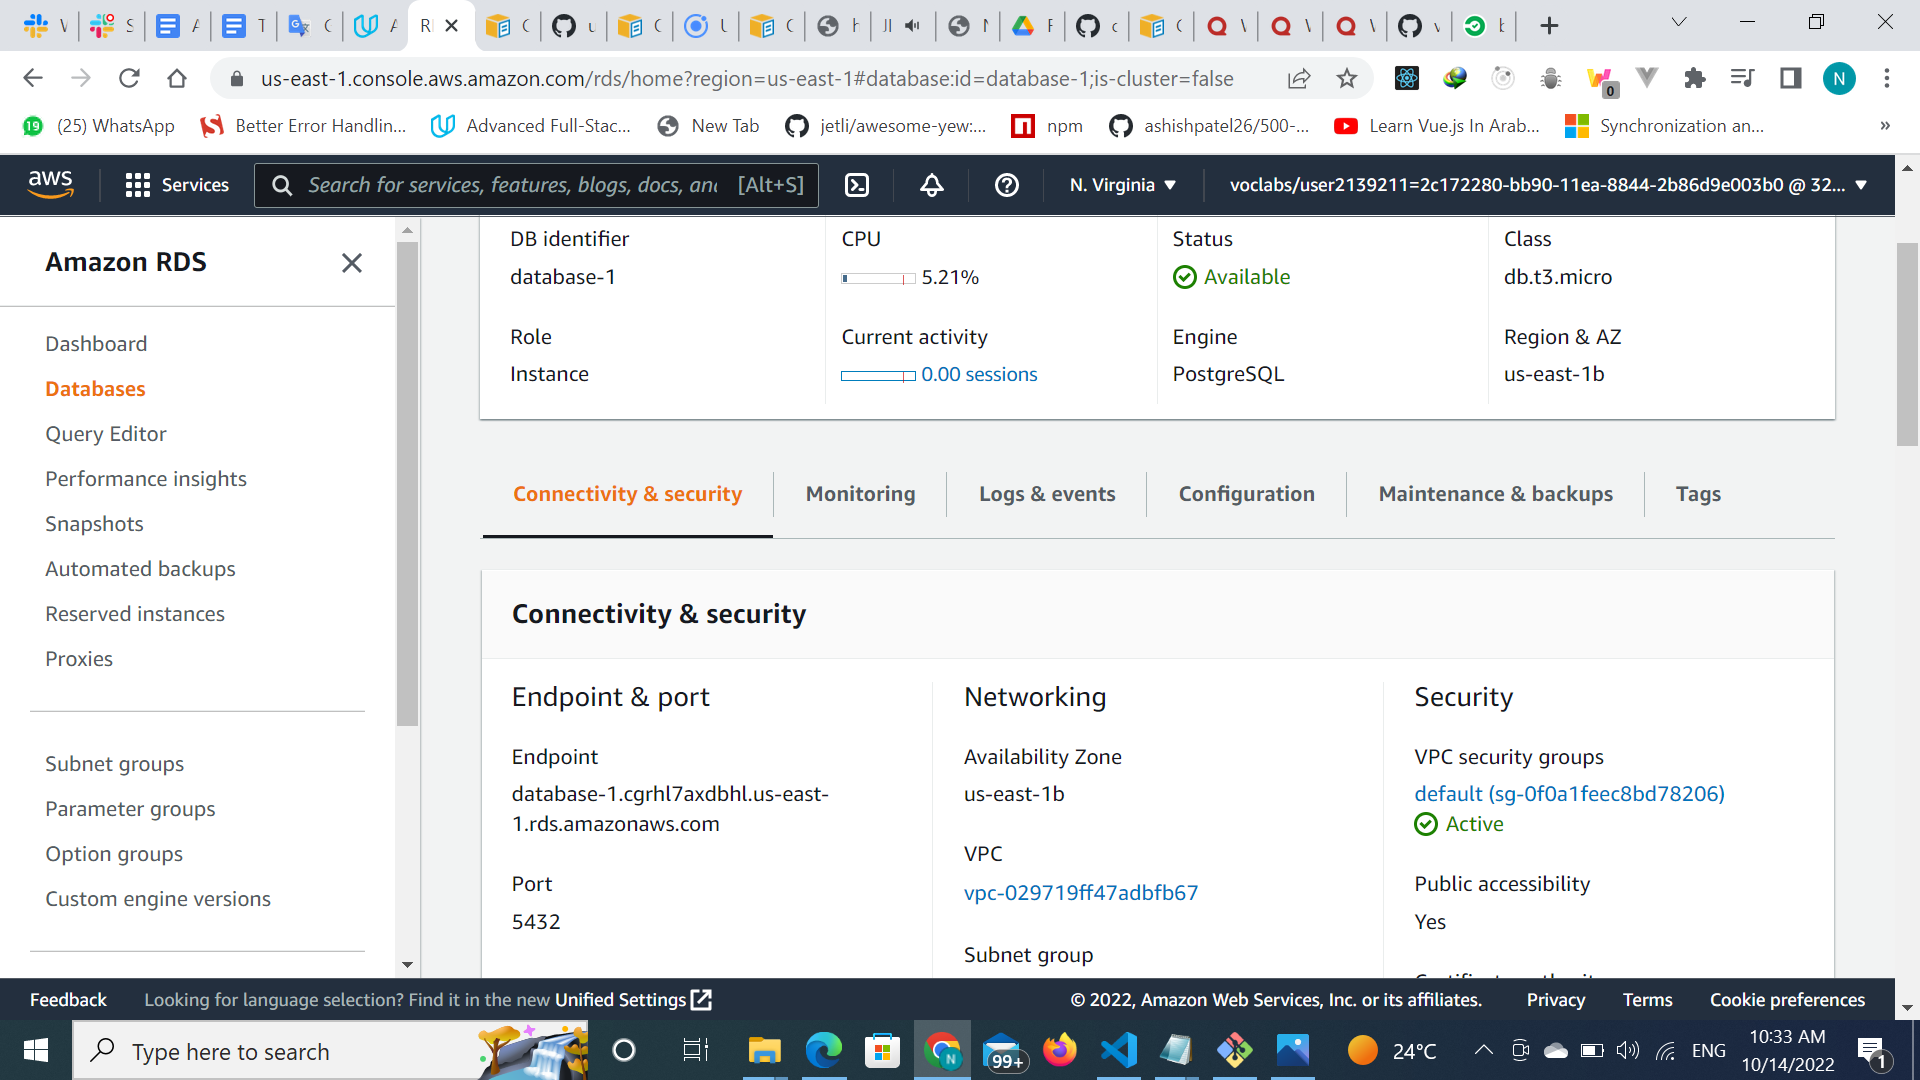 us-east-1.console.aws.amazon.com/rds/home?region=us-east-1#database:id=database-1;is-cluster=false
N
0
19 (25) WhatsApp
Better Error Handlin...
Advanced Full-Stac...
New Tab
jetli/awesome-yew:...
npm
ashishpatel26/500-...
Learn Vue.js In Arab...
Synchronization an...
»
aws
Services
Search for services, features, blogs, docs, an
[Alt+S]
N. Virginia
voclabs/user2139211=2c172280-bb90-11ea-8844-2b86d9e003b0 @ 32...
Amazon RDS
Dashboard
Databases
Query Editor
Performance insights
Snapshots
Automated backups
Reserved instances
Proxies
Subnet groups
Parameter groups
Option groups
Custom engine versions
DB identifier
database-1
CPU
5.21%
Status
Available
Class
db.t3.micro
Role
Instance
Current activity
0.00 sessions
Engine
PostgreSQL
Region & AZ
us-east-1b
Connectivity & security
Monitoring
Logs & events
Configuration
Maintenance & backups
Tags
Connectivity & security
Endpoint & port
Endpoint
database-1.cgrhl7axdbhl.us-east-
1.rds.amazonaws.com
Port
5432
Networking
Availability Zone
us-east-1b
VPC
vpc-029719ff47adbfb67
Subnet group
Security
VPC security groups
default (sg-0f0a1feec8bd78206)
Active
Public accessibility
Yes
Feedback
Looking for language selection? Find it in the new Unified Settings
© 2022, Amazon Web Services, Inc. or its affiliates.
Privacy
Terms
Cookie preferences
Type here to search
N
99+
24°C
ENG
10:33 AM
10/14/2022
1